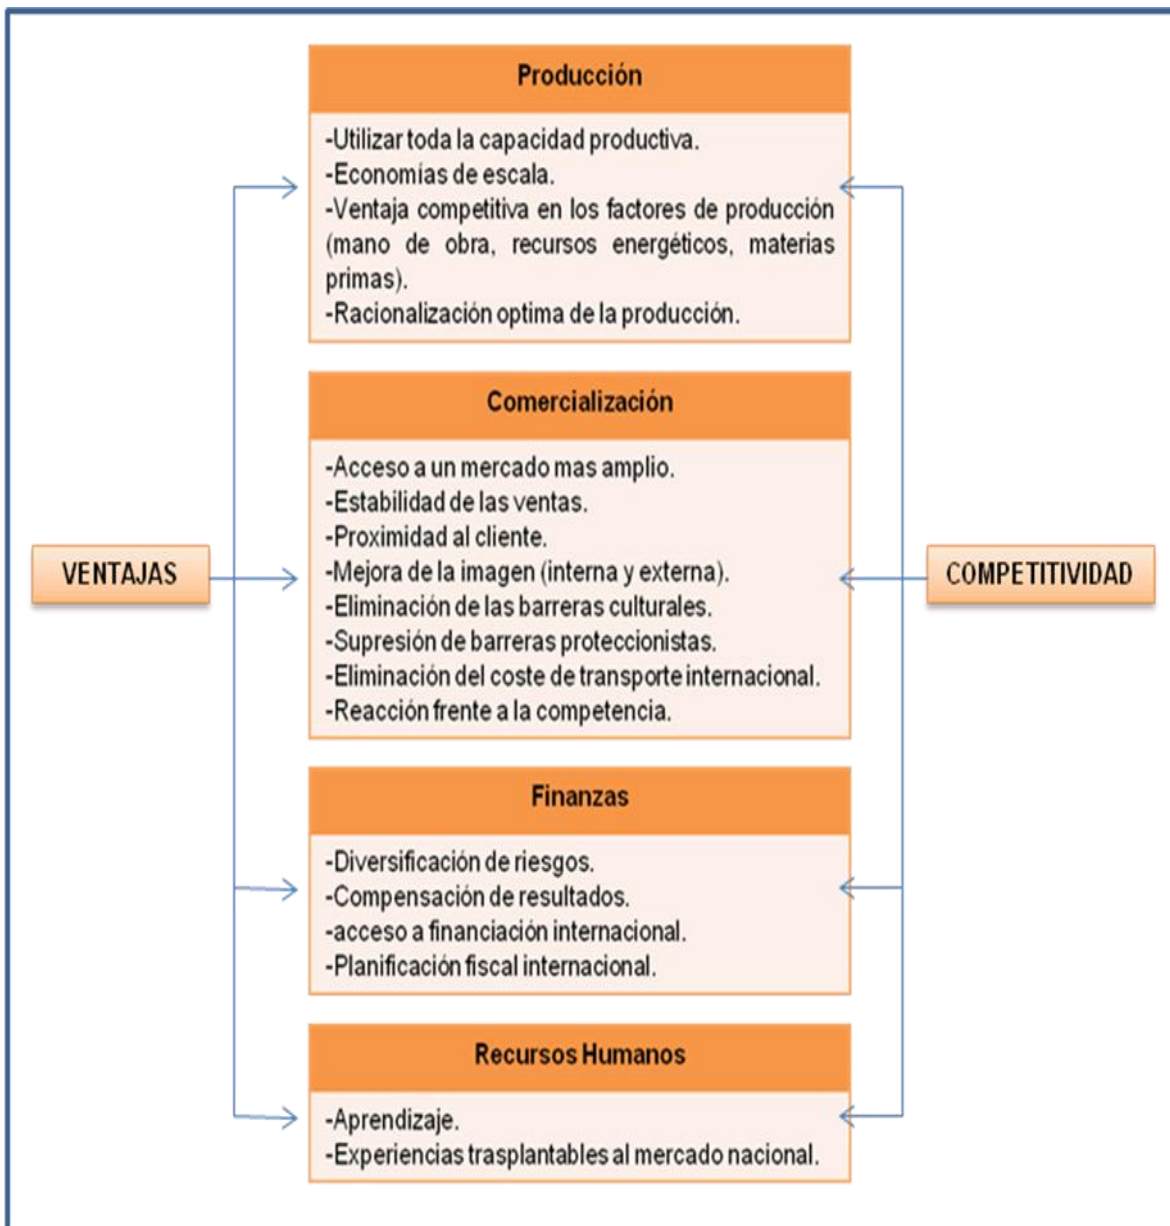 Producción
-Utilizar toda la capacidad productiva.
-Economías de escala.
-Ventaja competitiva en los factores de producción
(mano de obra, recursos energéticos, materias
primas).
-Racionalización optima de la producción.
Comercialización
-Acceso a un mercado mas amplio.
-Estabilidad de las ventas.
-Proximidad al cliente.
-Mejora de la imagen (interna y externa).
-Eliminación de las barreras culturales.
-Supresión de barreras proteccionistas.
-Eliminación del coste de transporte internacional.
-Reacción frente a la competencia.
VENTAJAS
COMPETITIVIDAD
Finanzas
-Diversificación de riesgos.
-Compensación de resultados.
-acceso a financiación internacional.
-Planificación fiscal internacional.
Recursos Humanos
-Aprendizaje.
-Experiencias trasplantables al mercado nacional.